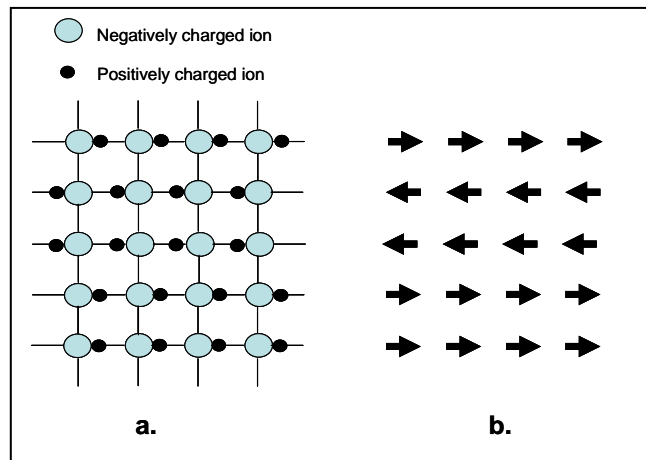 Negatively charged ion
Positively charged ion
a.
b.